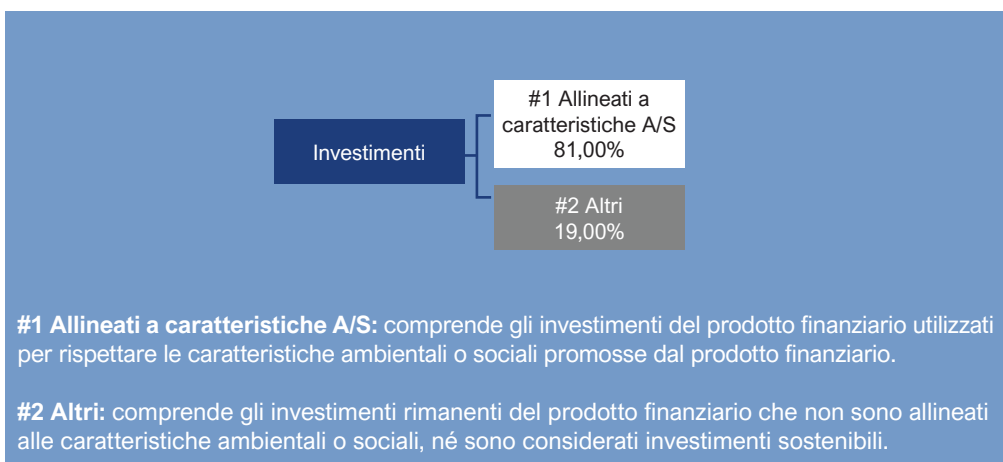 #1 Allineati a
caratteristiche A/S
81,00%
Investimenti
#2 Altri
19,00%
#1 Allineati a caratteristiche A/S: comprende gli investimenti del prodotto finanziario utilizzati
per rispettare le caratteristiche ambientali o sociali promosse dal prodotto finanziario.
#2 Altri: comprende gli investimenti rimanenti del prodotto finanziario che non sono allineati
alle caratteristiche ambientali o sociali, né sono considerati investimenti sostenibili.